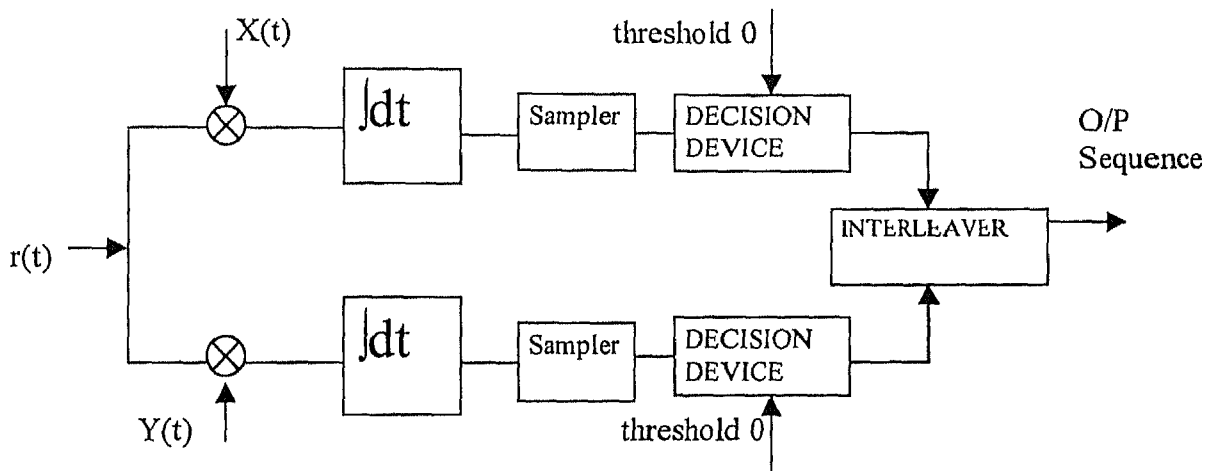 X(t)
threshold 0
∫dt
Sampler
DECISION
DEVICE
O/P
Sequence
INTERLEAVER
r(t)
∫dt
Sampler
DECISION
DEVICE
Y(t)
threshold 0